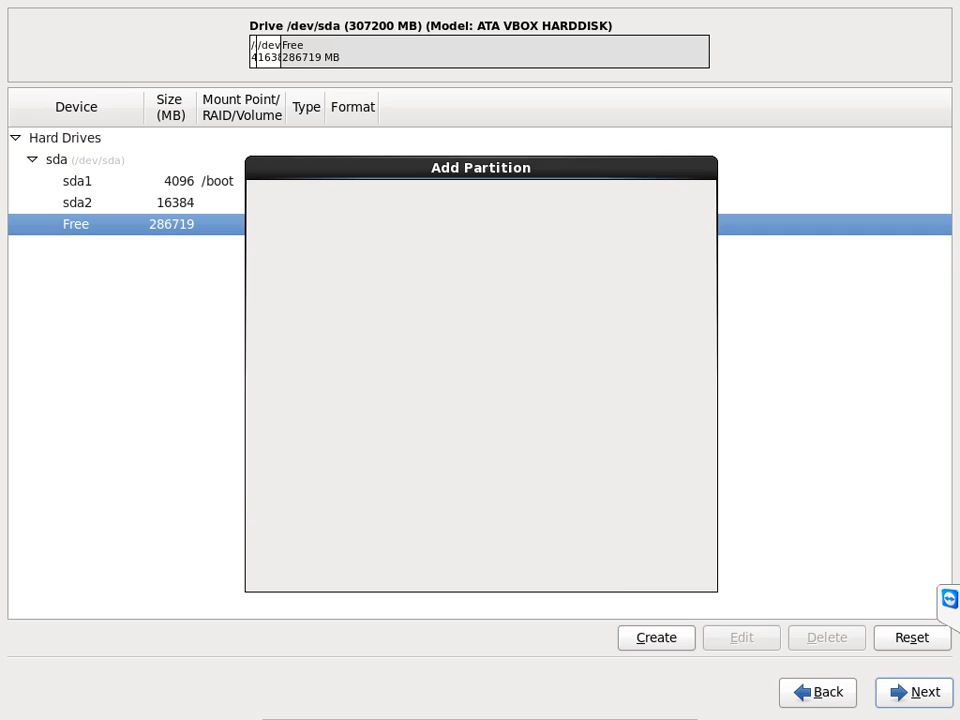 Drive /dev/sda (307200 MB) (Model: ATA VBOX HARDDISK)
/dev Free
286719 MB
Device Size (MB) Mount Point/ RAID/Volume Type Format
Hard Drives
sda (/dev/sda)
sda1 4096 /boot
sda2 16384
Free 286719
Add Partition
Create Edit Delete Reset
Back Next